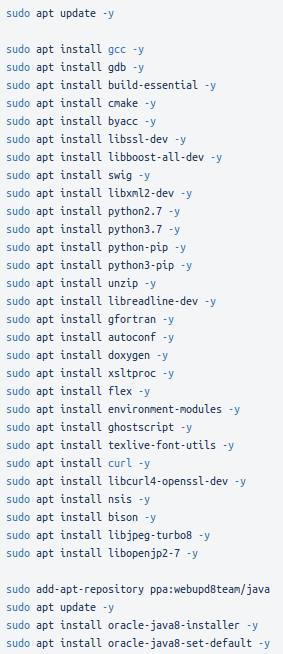 sudo apt update -y
sudo apt install gcc -y
sudo apt install gdb -y
sudo apt install build-essential -y
sudo apt install cmake -y
sudo apt install byacc -y
sudo apt install libssl-dev -y
sudo apt install libboost-all-dev -y
sudo apt install swig -y
sudo apt install libxml2-dev -y
sudo apt install python2.7 -y
sudo apt install python3.7 -y
sudo apt install python-pip -y
sudo apt install python3-pip -y
sudo apt install unzip -y
sudo apt install libreadline-dev -y
sudo apt install gfortran -y
sudo apt install autoconf -y
sudo apt install doxygen -y
sudo apt install xsltproc -y
sudo apt install flex -y
sudo apt install environment-modules -y
sudo apt install ghostscript -y
sudo apt install texlive-font-utils -y
sudo apt install curl -y
sudo apt install libcurl4-openssl-dev -y
sudo apt install nsis -y
sudo apt install bison -y
sudo apt install libjpeg-turbo8 -y
sudo apt install libopenjp2-7 -y
sudo add-apt-repository ppa:webupd8team/java
sudo apt update -y
sudo apt install oracle-java8-installer -y
sudo apt install oracle-java8-set-default -y